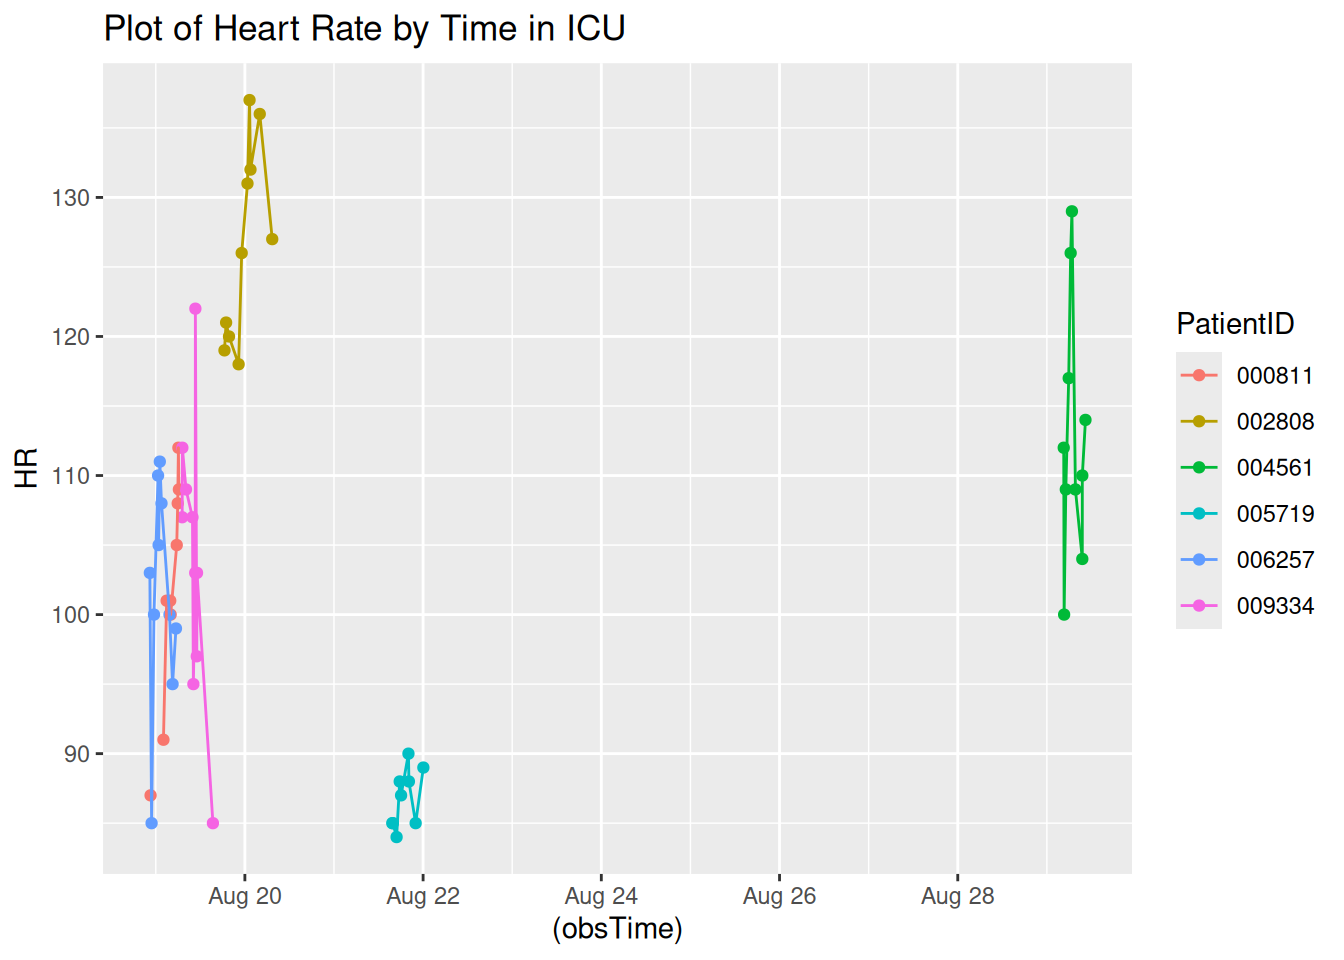 Plot of Heart Rate by Time in ICU
HR
130
120
110
100
90
Aug 20
Aug 22
Aug 24
Aug 26
Aug 28
(obsTime)
PatientID
000811
002808
004561
005719
006257
009334